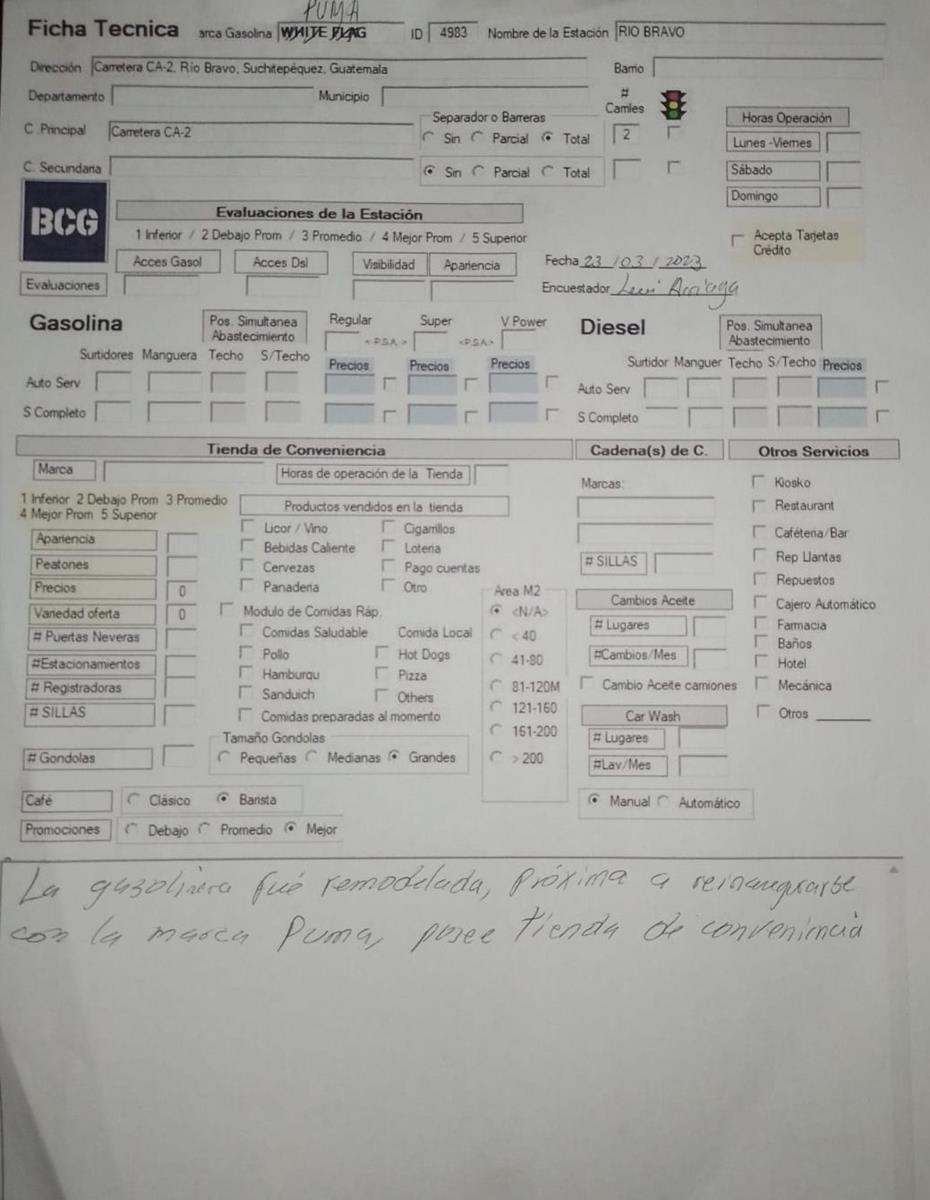 PUMA
Ficha Tecnica arca Gasolina WHITE FLAG ID 4983 Nombre de la Estación RIO BRAVO
Dirección Carretera CA-2, Río Bravo, Suchitepéquez, Guatemala Barrio
Departamento Municipio # Carriles
C .Principal Carretera CA-2 Separador o Barreras Sin Parcial Total 2
C. Secundaria Sin Parcial Total
Horas Operación
Lunes -Viernes
Sábado
Domingo
BCG
Evaluaciones de la Estación
1 Inferior / 2 Debajo Prom / 3 Promedio / 4 Mejor Prom / 5 Superior
Acces Gasol Acces Dsl Visibilidad Apariencia
Evaluaciones
Acepta Tarjetas
Crédito
Fecha 23/03/2023
Encuestador Arriaga
Gasolina Pos. Simultanea Abastecimiento Regular Super V Power
<.P.S.A.> <P.S.A>
Surtidores Manguera Techo S/Techo Precios Precios Precios
Auto Serv
S Completo
Diesel Pos. Simultanea Abastecimiento
Surtidor Manguer Techo S/Techo Precios
Auto Serv
S Completo
Tienda de Conveniencia
Marca Horas de operación de la Tienda
1 Inferior 2 Debajo Prom 3 Promedio
4 Mejor Prom 5 Superior
Apariencia
Peatones
Precios 0
Variedad oferta 0
# Puertas Neveras
#Estacionamientos
# Registradoras
# SILLAS
# Gondolas
Productos vendidos en la tienda
Licor / Vino Cigarrillos
Bebidas Caliente Loteria
Cervezas Pago cuentas
Panaderia Otro
Modulo de Comidas Ráp.
Comidas Saludable Comida Local
Pollo Hot Dogs
Hamburqu Pizza
Sanduich Others
Comidas preparadas al momento
Tamaño Gondolas
Pequeñas Medianas Grandes
Area M2
<N/A>
< 40
41-80
81-120M
121-160
161-200
> 200
Café Clásico Barista
Promociones Debajo Promedio Mejor
Cadena(s) de C.
Marcas:
# SILLAS
Cambios Aceite
# Lugares
#Cambios/Mes
Cambio Aceite camiones
Car Wash
# Lugares
#Lav/Mes
Manual Automático
Otros Servicios
Kiosko
Restaurant
Caféteria/Bar
Rep Llantas
Repuestos
Cajero Automático
Farmacia
Baños
Hotel
Mecánica
Otros
La gazolinera fué remodelada, próxima a reinaugurarse
con la marca Puma, posee tienda de convenimcia